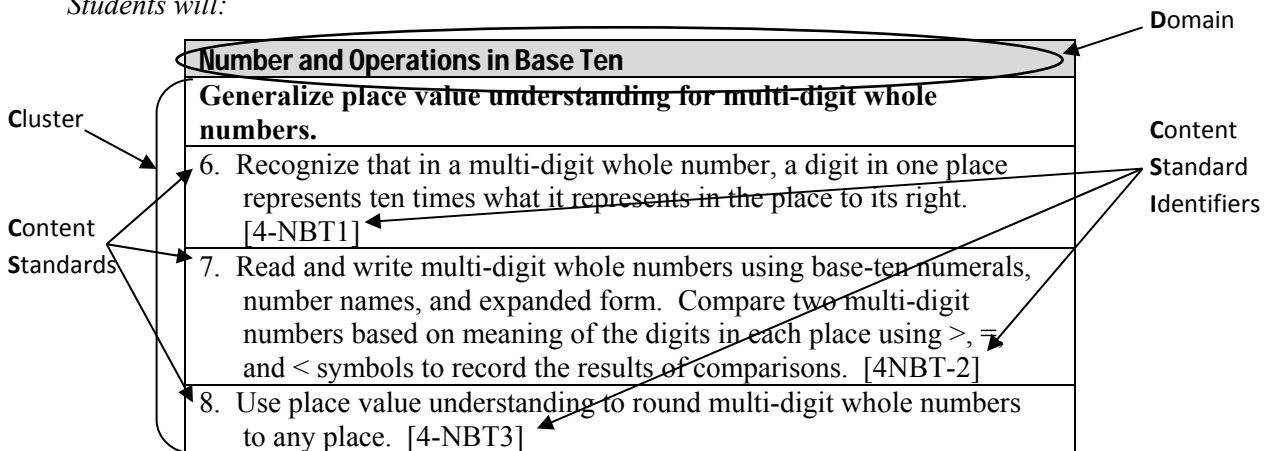 Students will:
Domain
Number and Operations in Base Ten
Generalize place value understanding for multi-digit whole
numbers.
Cluster
6. Recognize that in a multi-digit whole number, a digit in one place
represents ten times what it represents in the place to its right.
[4-NBT1]
Content
Standard
Identifiers
Content
Standards
7. Read and write multi-digit whole numbers using base-ten numerals,
number names, and expanded form. Compare two multi-digit
numbers based on meaning of the digits in each place using >, =,
and < symbols to record the results of comparisons. [4NBT-2]
8. Use place value understanding to round multi-digit whole numbers
to any place. [4-NBT3]